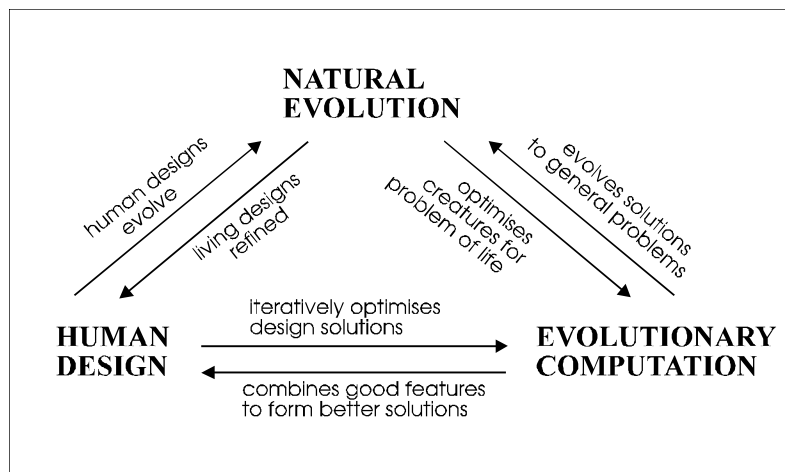 NATURAL
EVOLUTION
human designs
evolve
living designs
refined
optimises
creatures for
problem of life
evolves solutions
to general problems
HUMAN
DESIGN
iteratively optimises
design solutions
combines good features
to form better solutions
EVOLUTIONARY
COMPUTATION